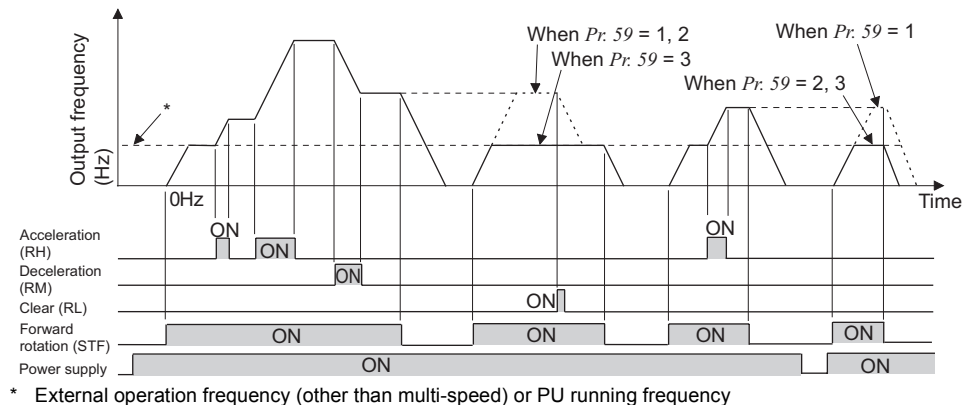 Output frequency
(Hz)
*
When Pr. 59 = 1, 2
When Pr. 59 = 3
When Pr. 59 = 1
When Pr. 59 = 2, 3
0Hz
Time
Acceleration
(RH)
ON
ON
ON
Deceleration
(RM)
ON
Clear (RL)
ON
Forward
rotation (STF)
ON
ON
ON
ON
Power supply
ON
ON
* External operation frequency (other than multi-speed) or PU running frequency